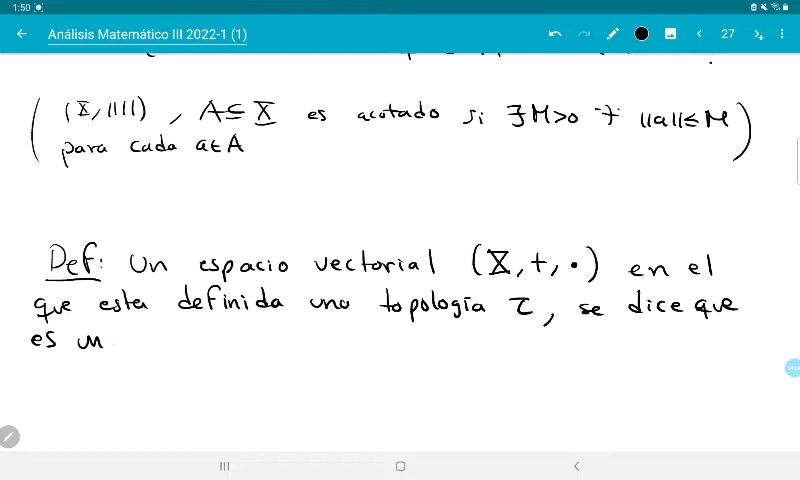 1:50
Análisis Matemático III 2022-1 (1)
27
(X, ||||), A ⊆ X es acotado si ∃M>0 ∋ ||a|| ≤ M
para cada a∈A
Def: Un espacio vectorial (X, +, ·) en el
que esta definida una topología τ, se dice que
es un